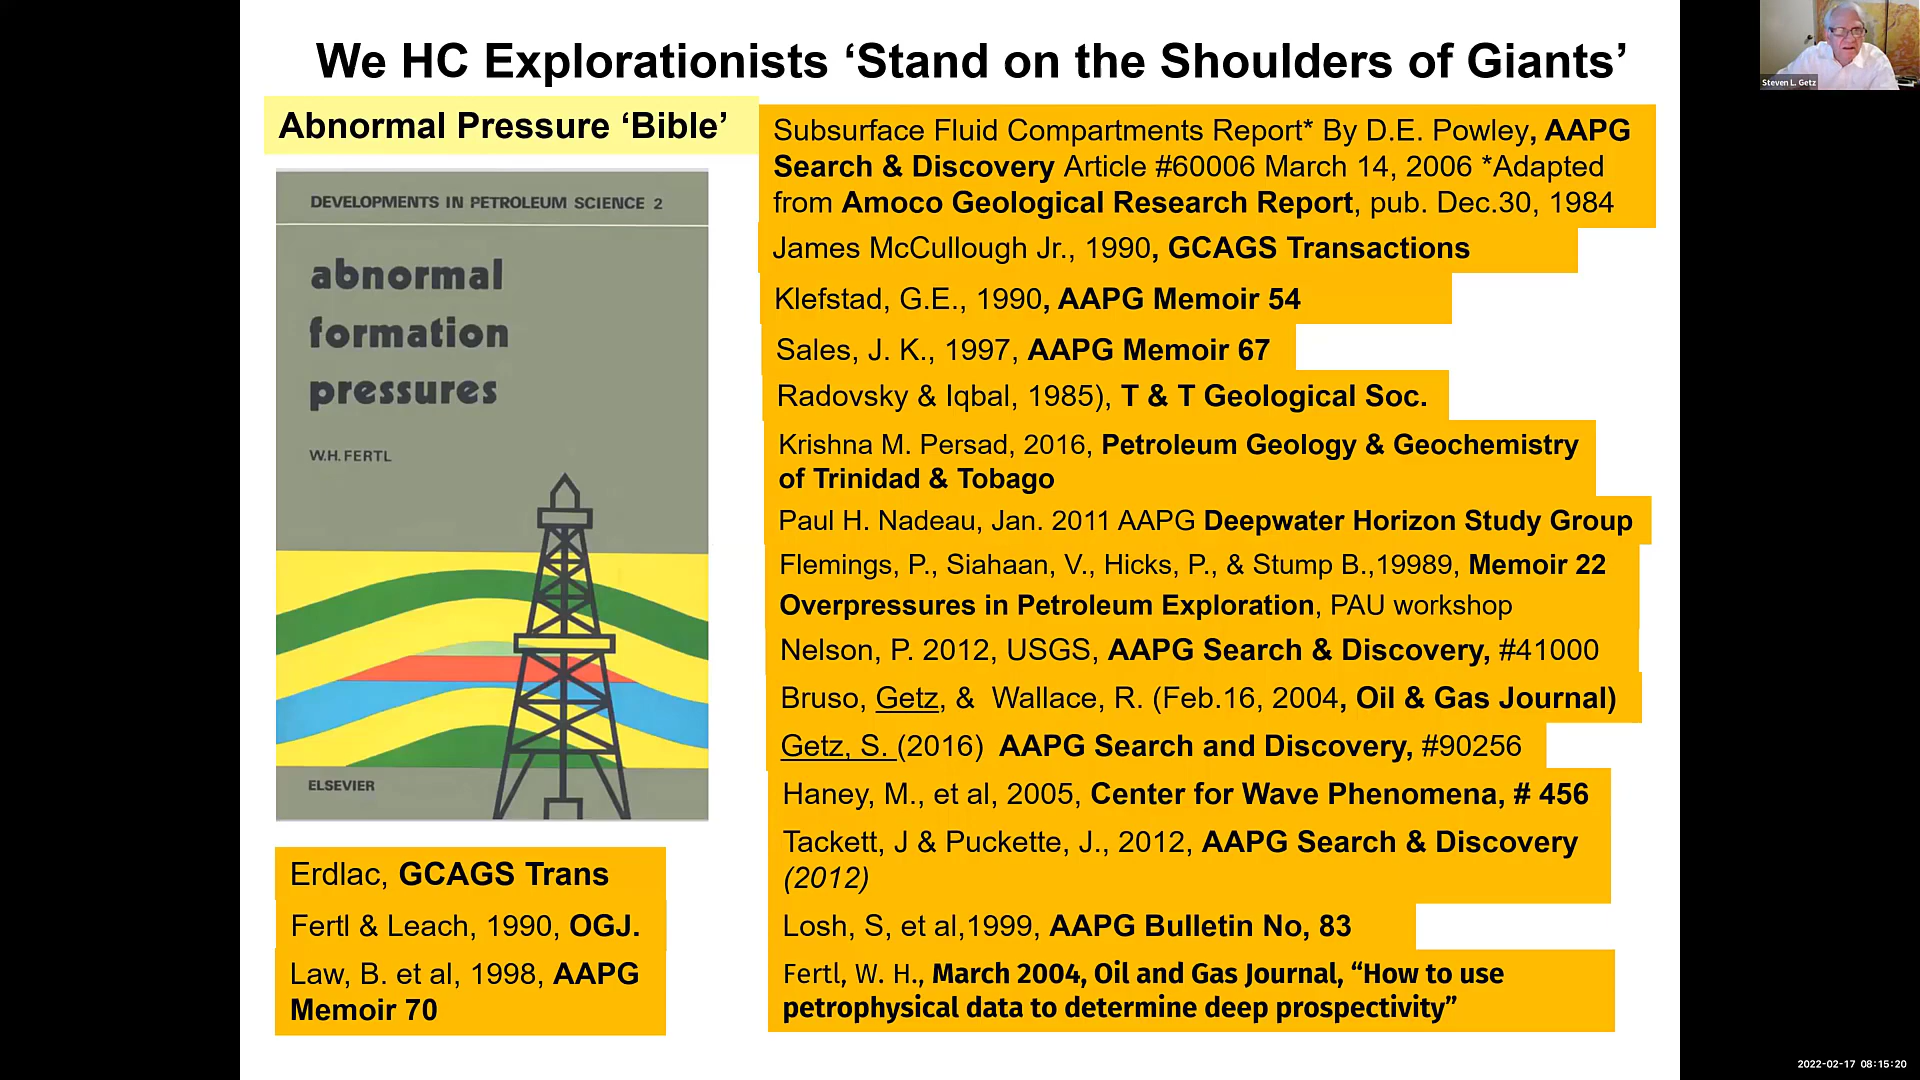 We HC Explorationists ‘Stand on the Shoulders of Giants’
Abnormal Pressure ‘Bible’
DEVELOPMENTS IN PETROLEUM SCIENCE 2
abnormal
formation
pressures
W.H. FERTL
ELSEVIER
Erdlac, GCAGS Trans
Fertl & Leach, 1990, OGJ.
Law, B. et al, 1998, AAPG
Memoir 70
Subsurface Fluid Compartments Report* By D.E. Powley, AAPG
Search & Discovery Article #60006 March 14, 2006 *Adapted
from Amoco Geological Research Report, pub. Dec.30, 1984
James McCullough Jr., 1990, GCAGS Transactions
Klefstad, G.E., 1990, AAPG Memoir 54
Sales, J. K., 1997, AAPG Memoir 67
Radovsky & Iqbal, 1985), T & T Geological Soc.
Krishna M. Persad, 2016, Petroleum Geology & Geochemistry
of Trinidad & Tobago
Paul H. Nadeau, Jan. 2011 AAPG Deepwater Horizon Study Group
Flemings, P., Siahaan, V., Hicks, P., & Stump B.,19989, Memoir 22
Overpressures in Petroleum Exploration, PAU workshop
Nelson, P. 2012, USGS, AAPG Search & Discovery, #41000
Bruso, Getz, & Wallace, R. (Feb.16, 2004, Oil & Gas Journal)
Getz, S. (2016) AAPG Search and Discovery, #90256
Haney, M., et al, 2005, Center for Wave Phenomena, # 456
Tackett, J & Puckette, J., 2012, AAPG Search & Discovery
(2012)
Losh, S, et al,1999, AAPG Bulletin No, 83
Fertl, W. H., March 2004, Oil and Gas Journal, “How to use
petrophysical data to determine deep prospectivity”
Steven L. Getz
2022-02-17 08:15:20